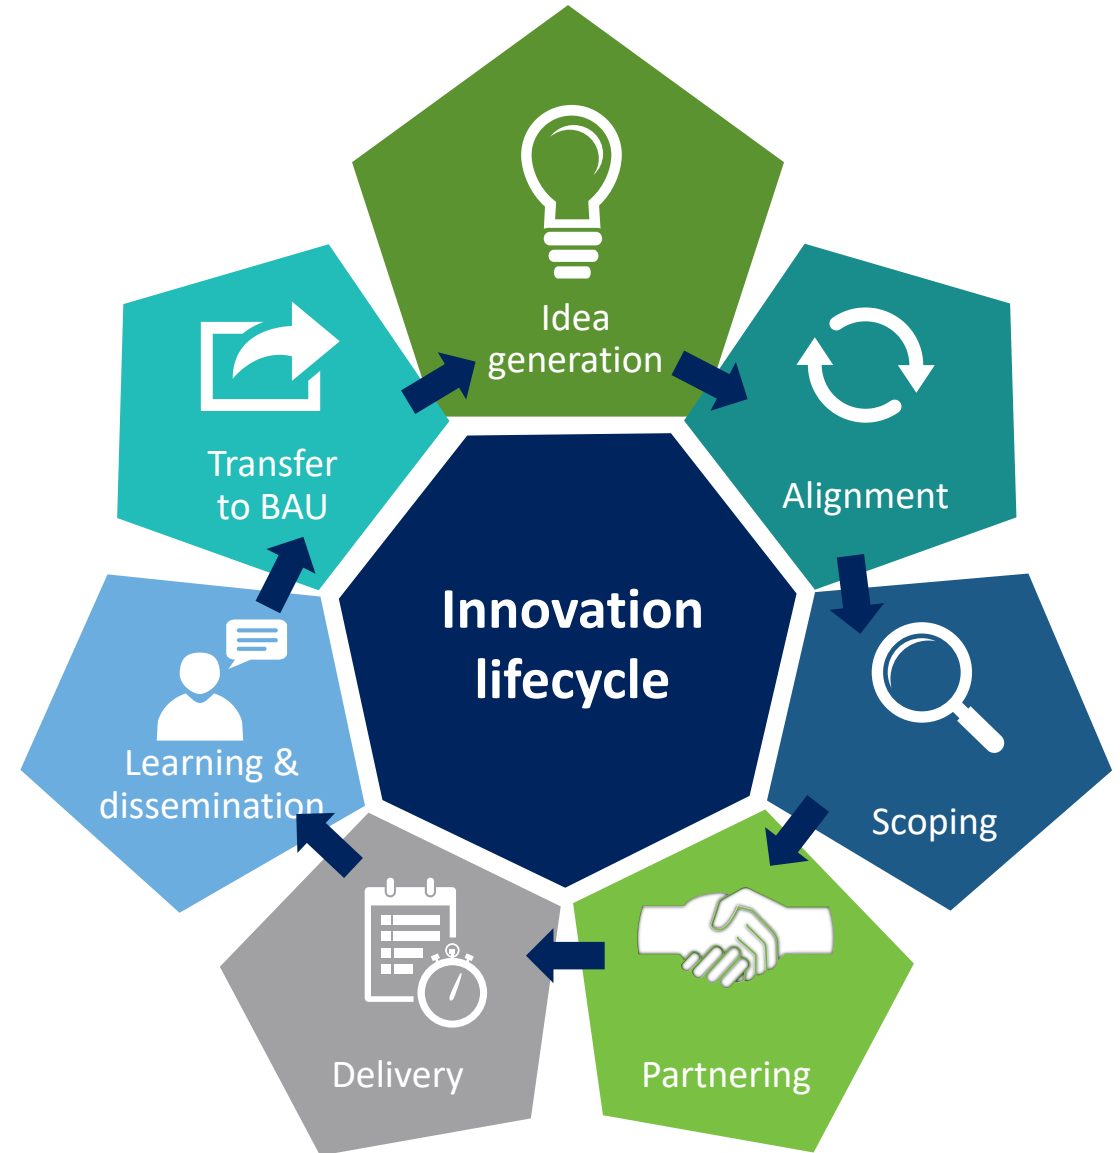 Idea
generation
Alignment
Scoping
Partnering
Delivery
Learning &
dissemination
Transfer
to BAU
Innovation
lifecycle